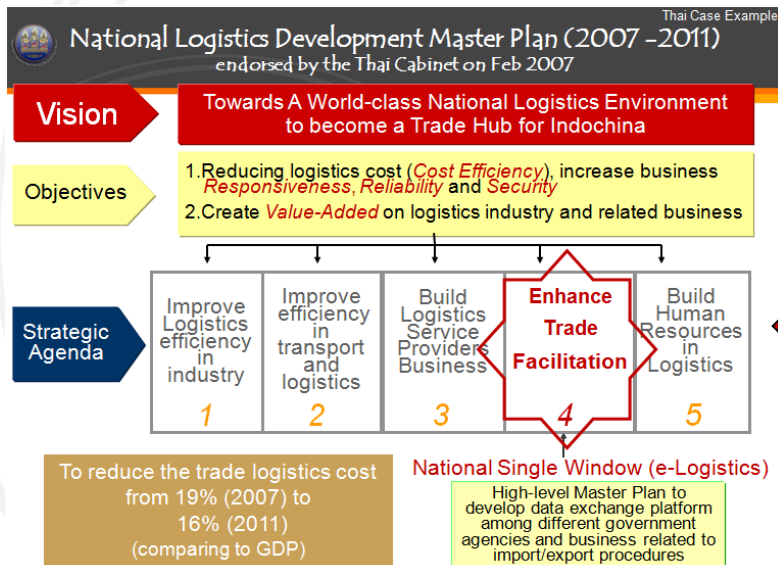 Thai Case Example
National Logistics Development Master Plan (2007 -2011)
endorsed by the Thai Cabinet on Feb 2007
Vision
Towards A World-class National Logistics Environment
to become a Trade Hub for Indochina
Objectives
1.Reducing logistics cost (Cost Efficiency), increase business
Responsiveness, Reliability and Security
2.Create Value-Added on logistics industry and related business
Strategic
Agenda
Improve
Logistics
efficiency
in
industry
1
Improve
efficiency
in
transport
and
logistics
2
Build
Logistics
Service
Providers
Business
3
Enhance
Trade
Facilitation
4
Build
Human
Resources
in
Logistics
5
To reduce the trade logistics cost
from 19% (2007) to
16% (2011)
(comparing to GDP)
National Single Window (e-Logistics)
High-level Master Plan to
develop data exchange platform
among different government
agencies and business related to
import/export procedures